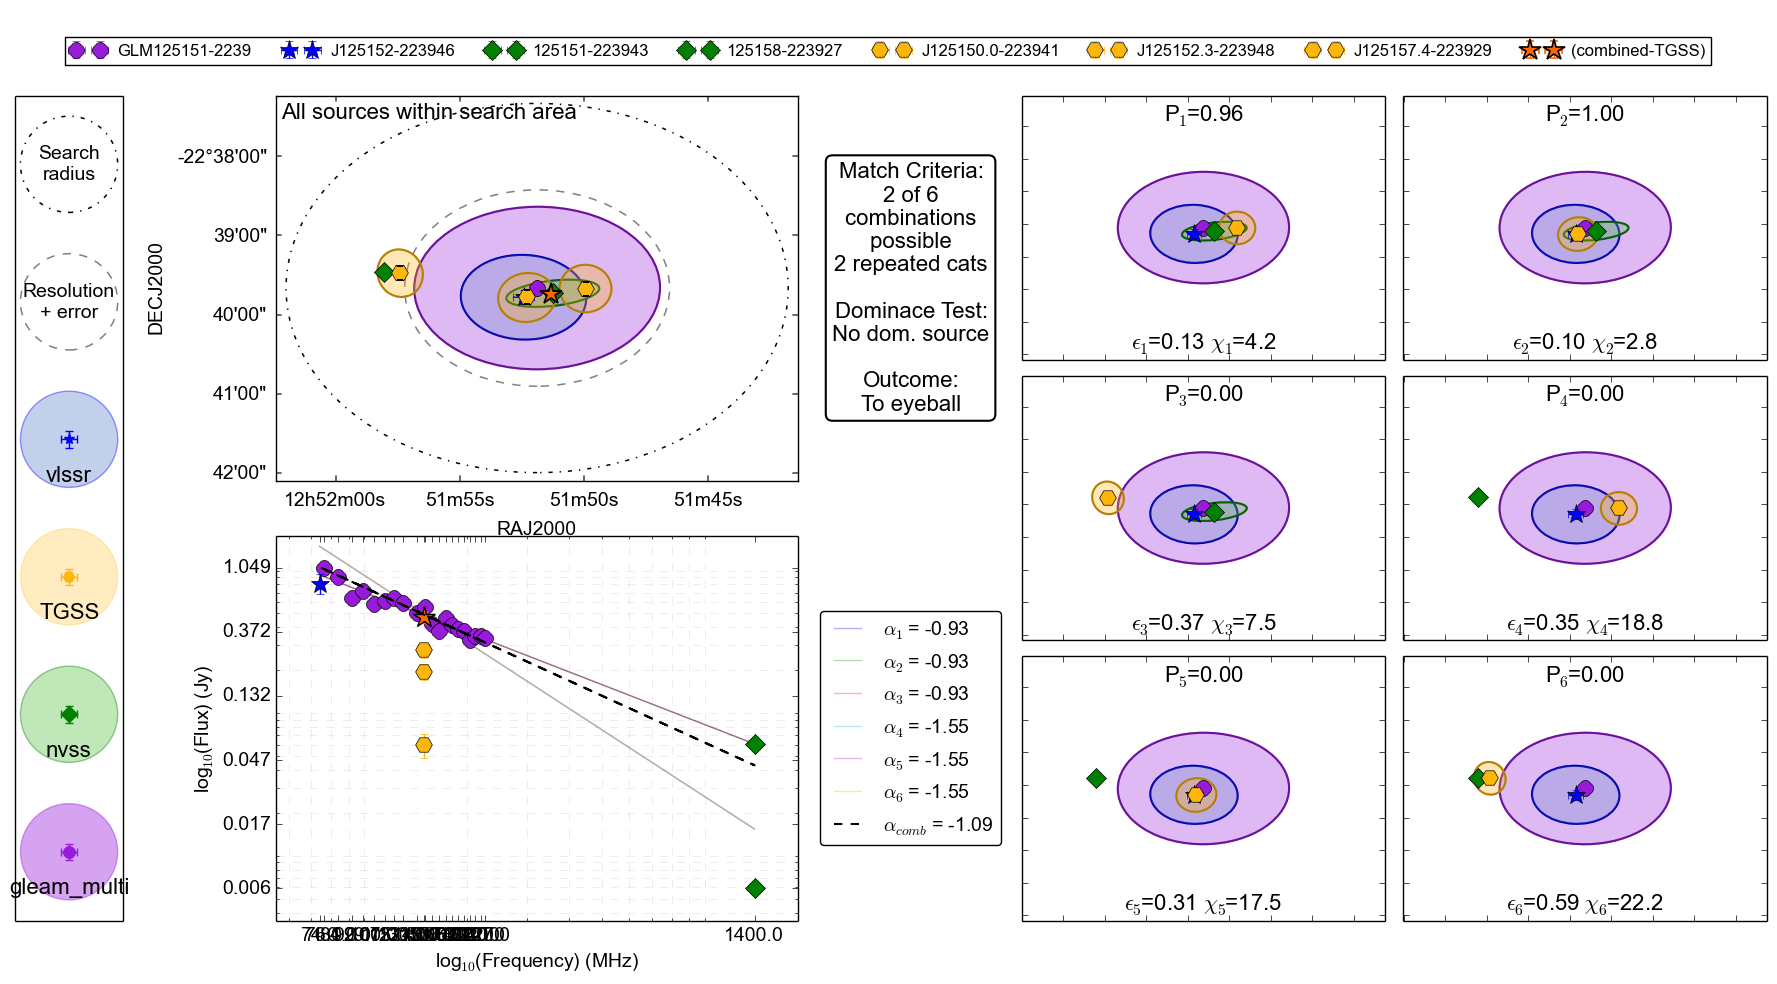 GLM125151-2239 J125152-223946 125151-223943 125158-223927 J125150.0-223941 J125152.3-223948 J125157.4-223929 (combined-TGSS)
Search
radius
Resolution
+ error
vlssr
TGSS
nvss
gleam_multi
All sources within search area
DECJ2000
-22°38'00"
39'00"
40'00"
41'00"
42'00"
12h52m00s 51m55s 51m50s 51m45s
RAJ2000
log10(Flux) (Jy)
1.049
0.372
0.132
0.047
0.017
0.006
1400.0
log10(Frequency) (MHz)
Match Criteria:
2 of 6
combinations
possible
2 repeated cats
Dominace Test:
No dom. source
Outcome:
To eyeball
α1 = -0.93
α2 = -0.93
α3 = -0.93
α4 = -1.55
α5 = -1.55
α6 = -1.55
αcomb = -1.09
P1=0.96
ϵ1=0.13 χ1=4.2
P2=1.00
ϵ2=0.10 χ2=2.8
P3=0.00
ϵ3=0.37 χ3=7.5
P4=0.00
ϵ4=0.35 χ4=18.8
P5=0.00
ϵ5=0.31 χ5=17.5
P6=0.00
ϵ6=0.59 χ6=22.2